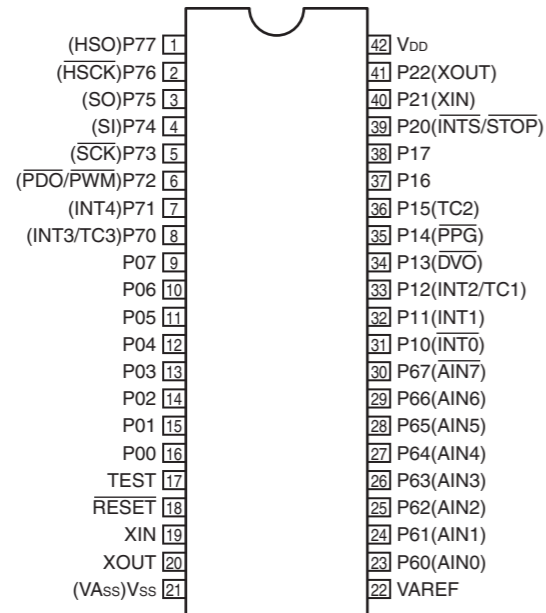 (HSO)P77 1 42 VDD
(HSCK)P76 2 41 P22(XOUT)
(SO)P75 3 40 P21(XIN)
(SI)P74 4 39 P20(INTS/STOP)
(SCK)P73 5 38 P17
(PDO/PWM)P72 6 37 P16
(INT4)P71 7 36 P15(TC2)
(INT3/TC3)P70 8 35 P14(PPG)
P07 9 34 P13(DVO)
P06 10 33 P12(INT2/TC1)
P05 11 32 P11(INT1)
P04 12 31 P10(INT0)
P03 13 30 P67(AIN7)
P02 14 29 P66(AIN6)
P01 15 28 P65(AIN5)
P00 16 27 P64(AIN4)
TEST 17 26 P63(AIN3)
RESET 18 25 P62(AIN2)
XIN 19 24 P61(AIN1)
XOUT 20 23 P60(AIN0)
(VASS)VSS 21 22 VAREF